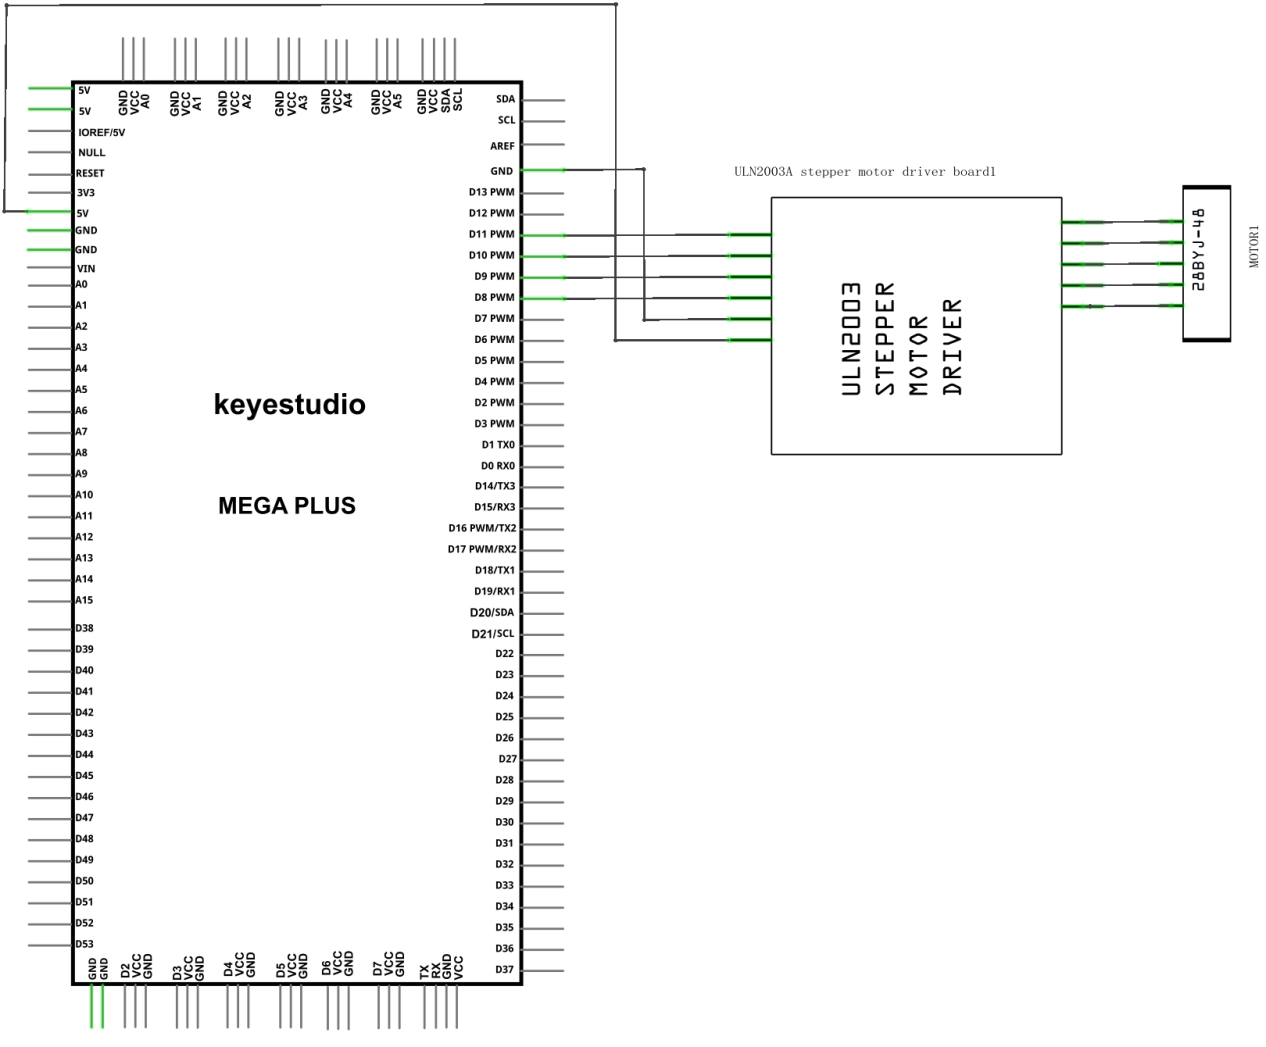 GND
VCC
A0
GND
VCC
A1
GND
VCC
A2
GND
VCC
A3
GND
VCC
A4
GND
VCC
A5
GND
VCC
SDA
SCL
5V
5V
IOREF/5V
NULL
RESET
3V3
5V
GND
GND
VIN
A0
A1
A2
A3
A4
A5
A6
A7
A8
A9
A10
A11
A12
A13
A14
A15
D38
D39
D40
D41
D42
D43
D44
D45
D46
D47
D48
D49
D50
D51
D52
D53
keyestudio
MEGA PLUS
SDA
SCL
AREF
GND
D13 PWM
D12 PWM
D11 PWM
D10 PWM
D9 PWM
D8 PWM
D7 PWM
D6 PWM
D5 PWM
D4 PWM
D2 PWM
D3 PWM
D1 TX0
D0 RX0
D14/TX3
D15/RX3
D16 PWM/TX2
D17 PWM/RX2
D18/TX1
D19/RX1
D20/SDA
D21/SCL
D22
D23
D24
D25
D26
D27
D28
D29
D30
D31
D32
D33
D34
D35
D36
D37
GND
GND
D2
VCC
GND
D3
VCC
GND
D4
VCC
GND
D5
VCC
GND
D6
VCC
GND
D7
VCC
GND
TX
RX
GND
VCC
ULN2003A stepper motor driver board1
ULN2003
STEPPER
MOTOR
DRIVER
28BYJ-48
MOTOR1